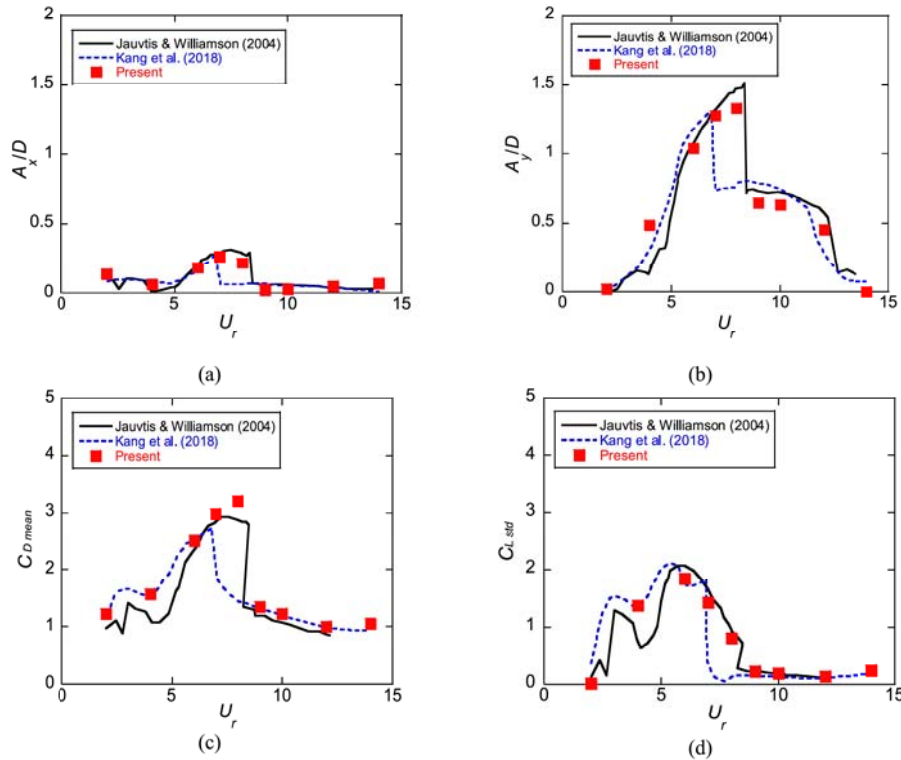 2
1.5
1
0.5
0
A_x/D
Jauvtis & Williamson (2004)
Kang et al. (2018)
Present
0 5 10 15
U_r
(a)
2
1.5
1
0.5
0
A_y/D
Jauvtis & Williamson (2004)
Kang et al. (2018)
Present
0 5 10 15
U_r
(b)
5
4
3
2
1
0
C_D mean
Jauvtis & Williamson (2004)
Kang et al. (2018)
Present
0 5 10 15
U_r
(c)
5
4
3
2
1
0
C_L std
Jauvtis & Williamson (2004)
Kang et al. (2018)
Present
0 5 10 15
U_r
(d)